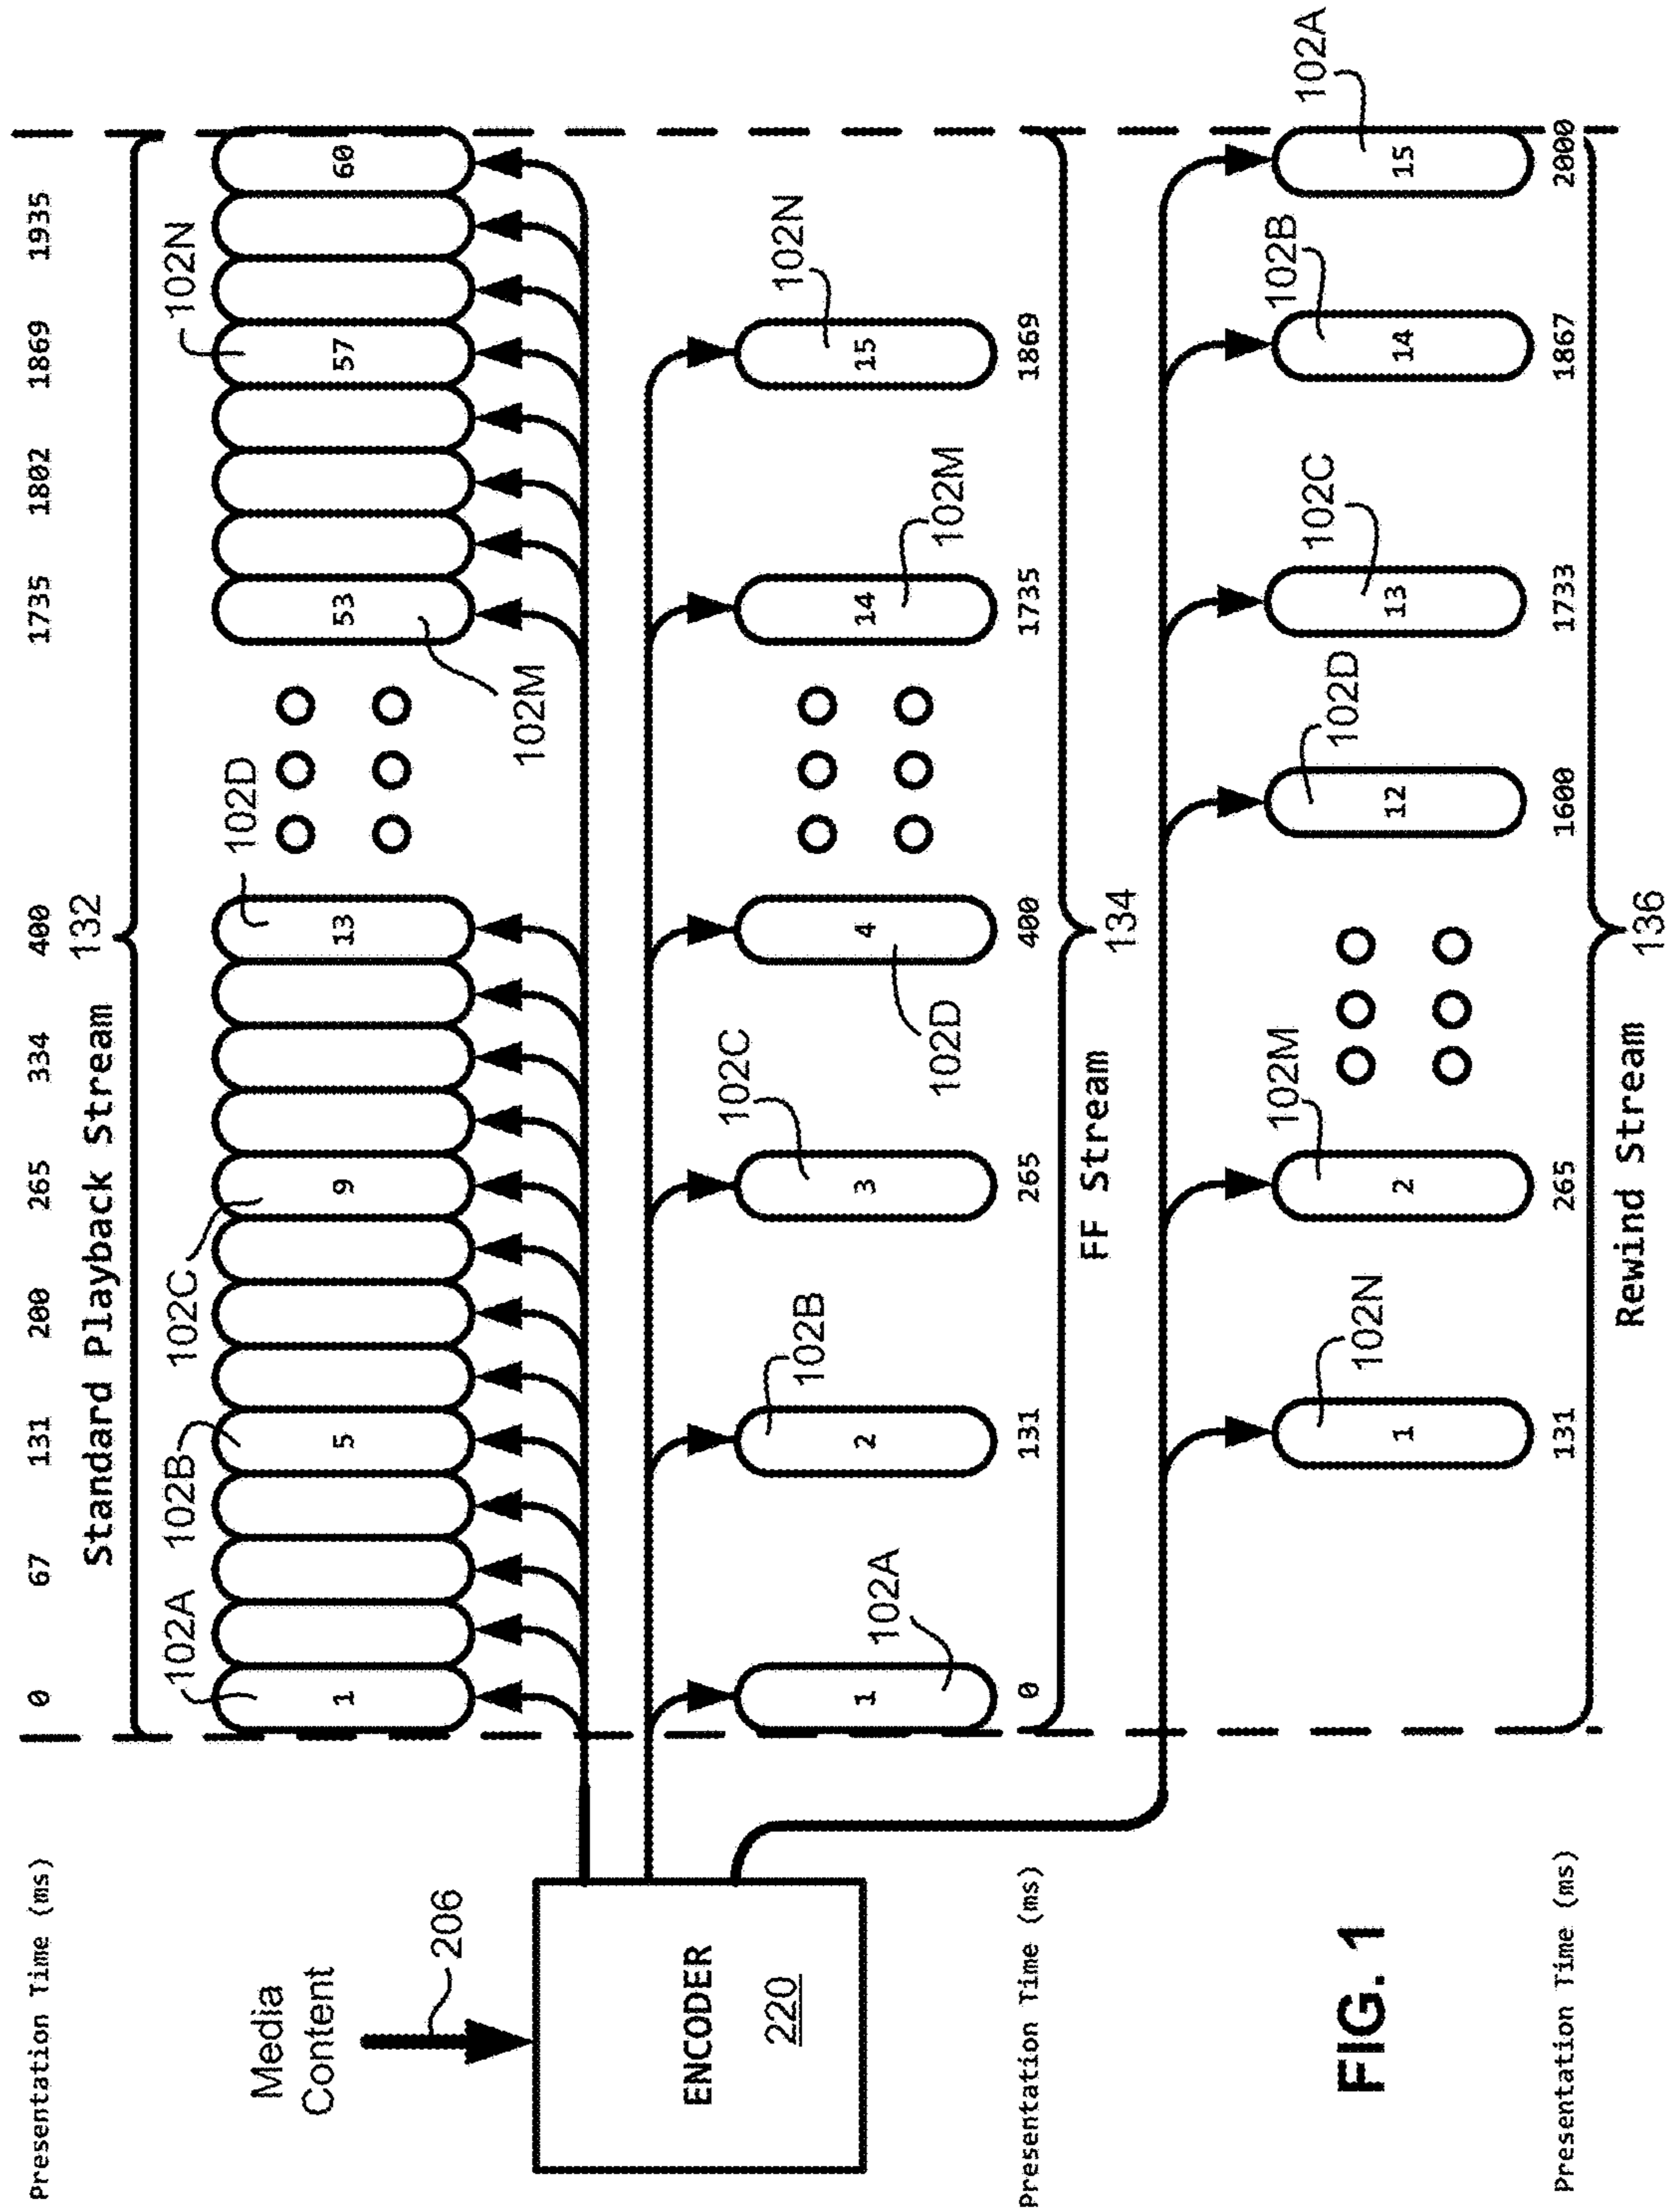 Presentation Time (ms) 0 67 131 200 265 334 400 1735 1802 1869 1935
Standard Playback Stream 132
102A 102B 102C 102D 102M 102N
1 5 9 13 53 57 60
Media
Content
206
ENCODER
220
1 2 3 4 14 15
102A 102B 102C 102D 102M 102N
Presentation Time (ms) 0 131 265 400 1735 1869
FF Stream 134
102N 102M 102D 102C 102B 102A
1 2 12 13 14 15
Presentation Time (ms) 131 265 1600 1733 1867 2000
Rewind Stream 136
FIG. 1